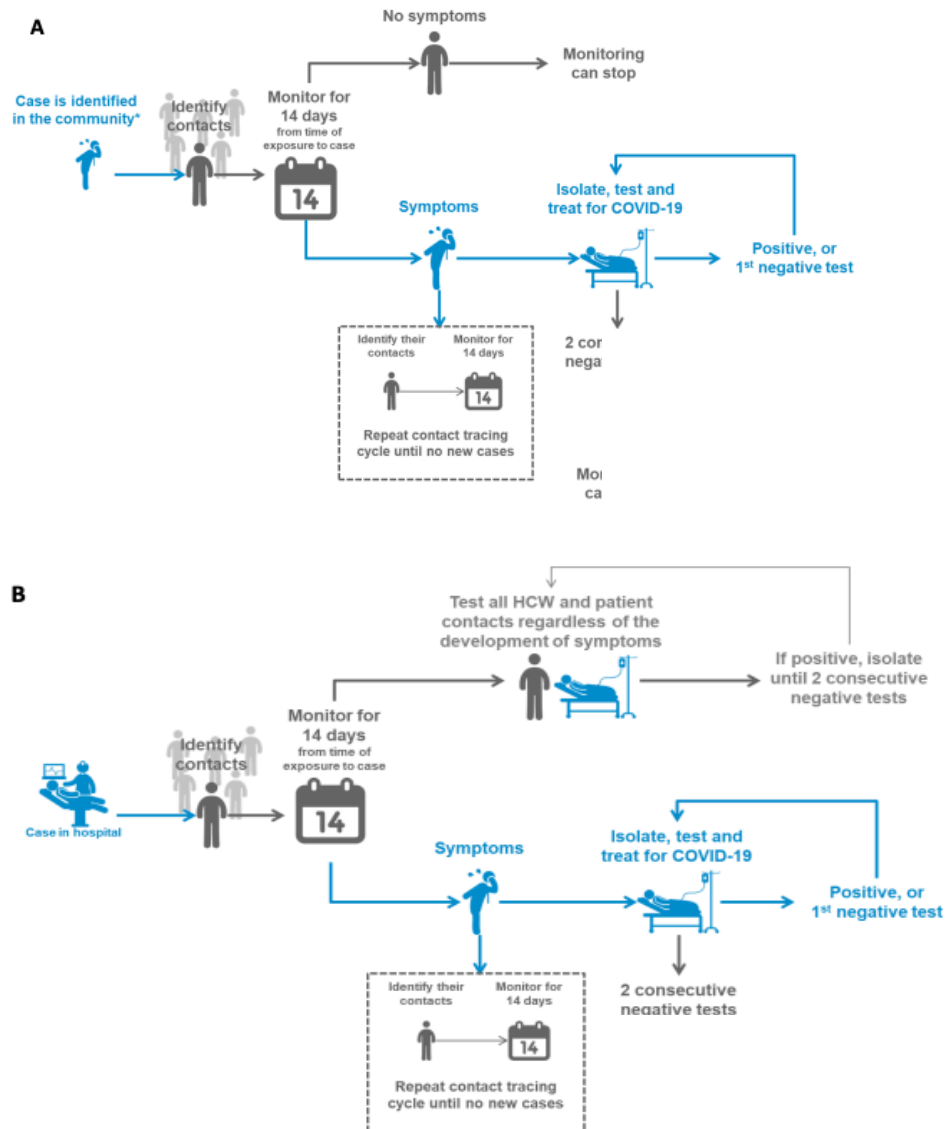 A
No symptoms
Monitoring
can stop
Case is identified
in the community*
Identify
contacts
Monitor for
14 days
from time of
exposure to case
14
Symptoms
Isolate, test and
treat for COVID-19
Positive, or
1st negative test
Identify their
contacts
Monitor for
14 days
14
Repeat contact tracing
cycle until no new cases
2
B
Test all HCW and patient
contacts regardless of the
development of symptoms
If positive, isolate
until 2 consecutive
negative tests
Monitor for
14 days
from time of
exposure to case
Identify
contacts
14
Case in hospital
Symptoms
Isolate, test and
treat for COVID-19
Positive, or
1st negative test
2 consecutive
negative tests
Identify their
contacts
Monitor for
14 days
14
Repeat contact tracing
cycle until no new cases